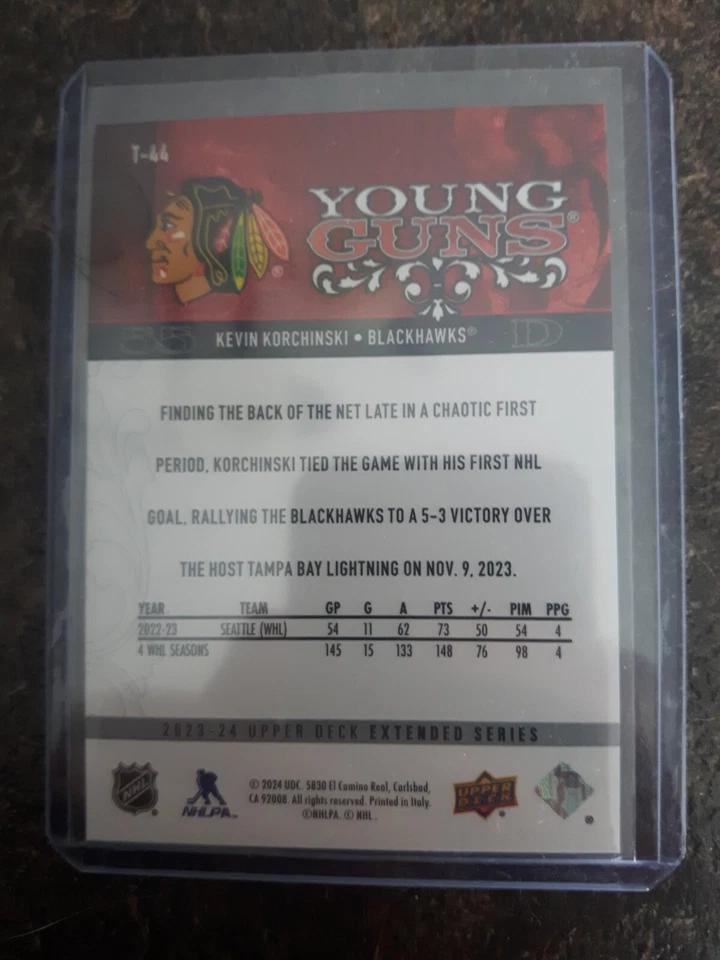 T-44
YOUNG
GUNS®
55 KEVIN KORCHINSKI • BLACKHAWKS® D
FINDING THE BACK OF THE NET LATE IN A CHAOTIC FIRST
PERIOD, KORCHINSKI TIED THE GAME WITH HIS FIRST NHL
GOAL, RALLYING THE BLACKHAWKS TO A 5-3 VICTORY OVER
THE HOST TAMPA BAY LIGHTNING ON NOV. 9, 2023.
YEAR TEAM GP G A PTS +/- PIM PPG
2022-23 SEATTLE (WHL) 54 11 62 73 50 54 4
4 WHL SEASONS 145 15 133 148 76 98 4
2023-24 UPPER DECK EXTENDED SERIES
NHL
NHLPA
© 2024 UDC. 5830 El Camino Real, Carlsbad,
CA 92008. All rights reserved. Printed in Italy.
©NHLPA. © NHL.
UPPER
DECK